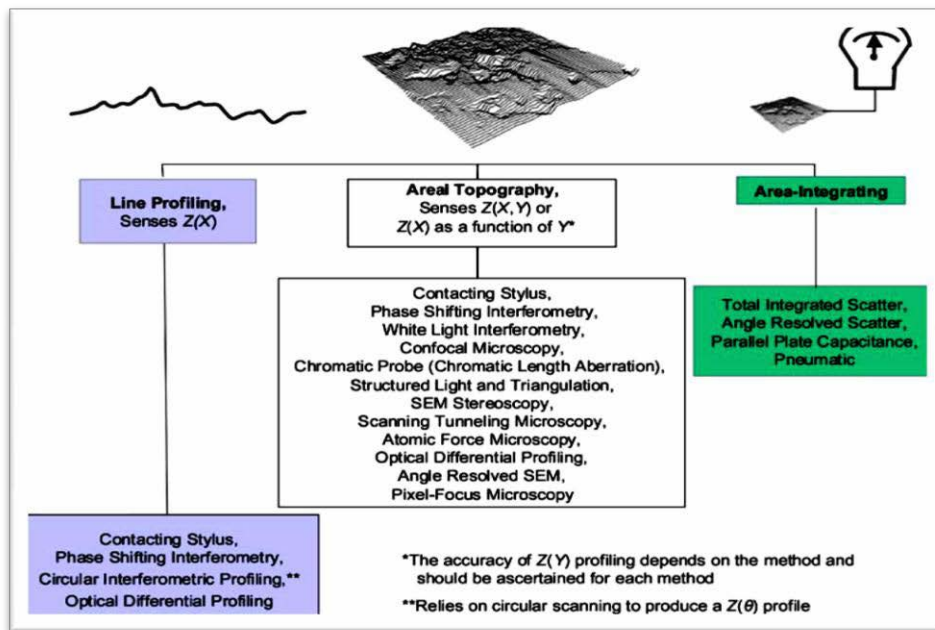 Line Profiling,
Senses Z(X)
Areal Topography,
Senses Z(X,Y) or
Z(X) as a function of Y*
Area-Integrating
Contacting Stylus,
Phase Shifting Interferometry,
White Light Interferometry,
Confocal Microscopy,
Chromatic Probe (Chromatic Length Aberration),
Structured Light and Triangulation,
SEM Stereoscopy,
Scanning Tunneling Microscopy,
Atomic Force Microscopy,
Optical Differential Profiling,
Angle Resolved SEM,
Pixel-Focus Microscopy
Total Integrated Scatter,
Angle Resolved Scatter,
Parallel Plate Capacitance,
Pneumatic
Contacting Stylus,
Phase Shifting Interferometry,
Circular Interferometric Profiling,**
Optical Differential Profiling
*The accuracy of Z(Y) profiling depends on the method and
should be ascertained for each method
**Relies on circular scanning to produce a Z(θ) profile